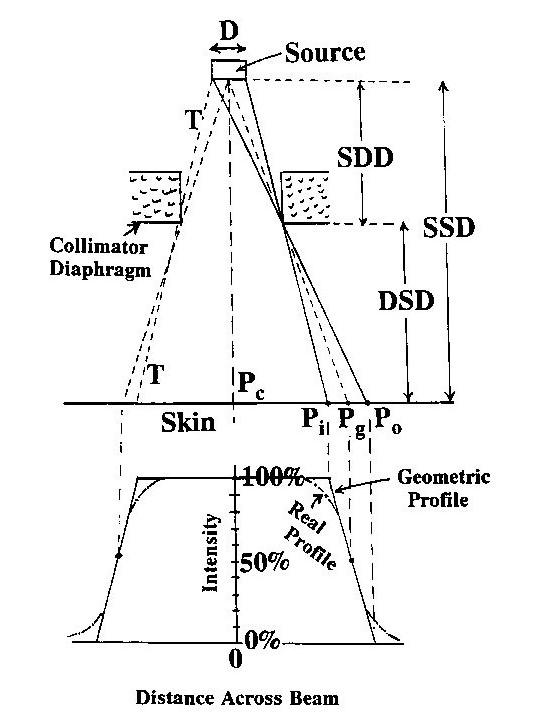 D
Source
T
SDD
SSD
Collimator
Diaphragm
DSD
T
Pc
Skin
Pi Pg Po
100%
Geometric
Profile
Real
Profile
Intensity
50%
0%
0
Distance Across Beam